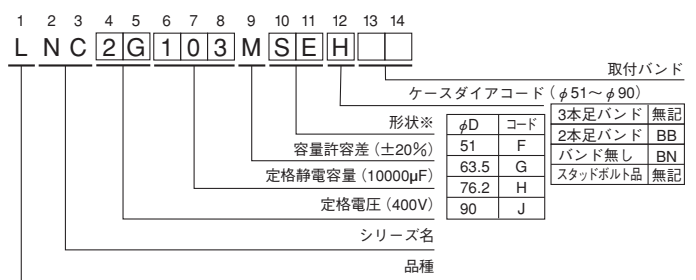 1 2 3 4 5 6 7 8 9 10 11 12 13 14
L N C 2 G 1 0 3 M S E H
取付バンド
3本足バンド 無記
2本足バンド BB
バンド無し BN
スタッドボルト品 無記
ケースダイアコード(φ51〜φ90)
φD コード
51 F
63.5 G
76.2 H
90 J
形状※
容量許容差(±20%)
定格静電容量(10000µF)
定格電圧(400V)
シリーズ名
品種